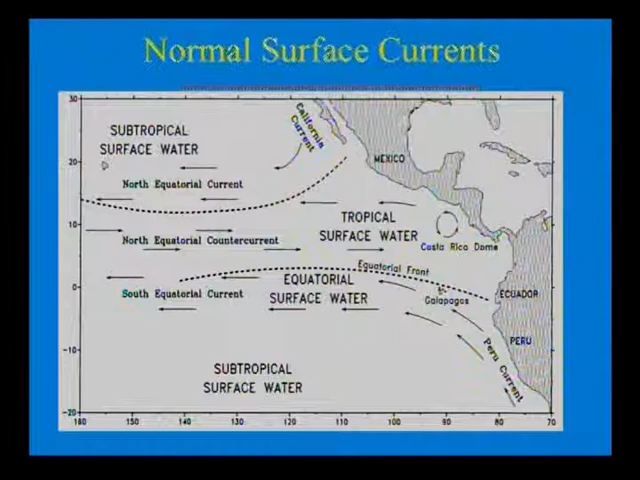 Normal Surface Currents
30
20
10
0
-10
-20
160
150
140
130
120
110
100
90
80
70
SUBTROPICAL
SURFACE WATER
California
Current
MEXICO
North Equatorial Current
TROPICAL
SURFACE WATER
North Equatorial Countercurrent
Costa Rica Dome
Equatorial Front
EQUATORIAL
SURFACE WATER
South Equatorial Current
Galapagos
ECUADOR
PERU
Peru Current
SUBTROPICAL
SURFACE WATER